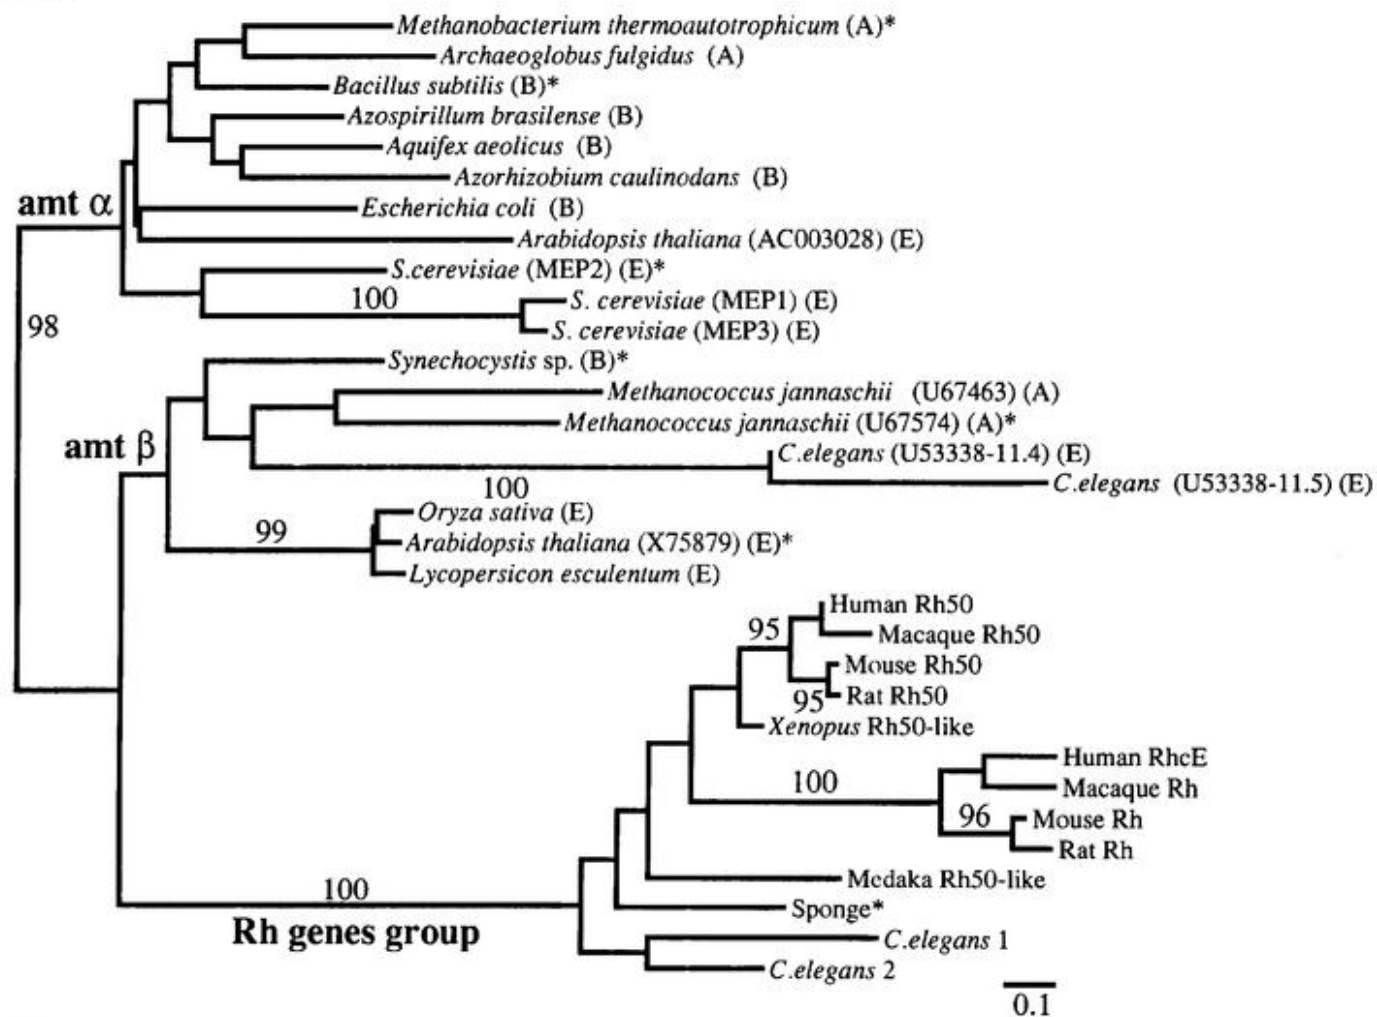 Methanobacterium thermoautotrophicum (A)*
Archaeoglobus fulgidus (A)
Bacillus subtilis (B)*
Azospirillum brasilense (B)
Aquifex aeolicus (B)
Azorhizobium caulinodans (B)
amt α
Escherichia coli (B)
Arabidopsis thaliana (AC003028) (E)
S.cerevisiae (MEP2) (E)*
100
S. cerevisiae (MEP1) (E)
98
S. cerevisiae (MEP3) (E)
Synechocystis sp. (B)*
Methanococcus jannaschii (U67463) (A)
Methanococcus jannaschii (U67574) (A)*
amt β
C.elegans (U53338-11.4) (E)
100
C.elegans (U53338-11.5) (E)
Oryza sativa (E)
99
Arabidopsis thaliana (X75879) (E)*
Lycopersicon esculentum (E)
Human Rh50
95
Macaque Rh50
Mouse Rh50
95
Rat Rh50
Xenopus Rh50-like
Human RhcE
100
Macaque Rh
96
Mouse Rh
Rat Rh
Medaka Rh50-like
100
Sponge*
Rh genes group
C.elegans 1
C.elegans 2
0.1